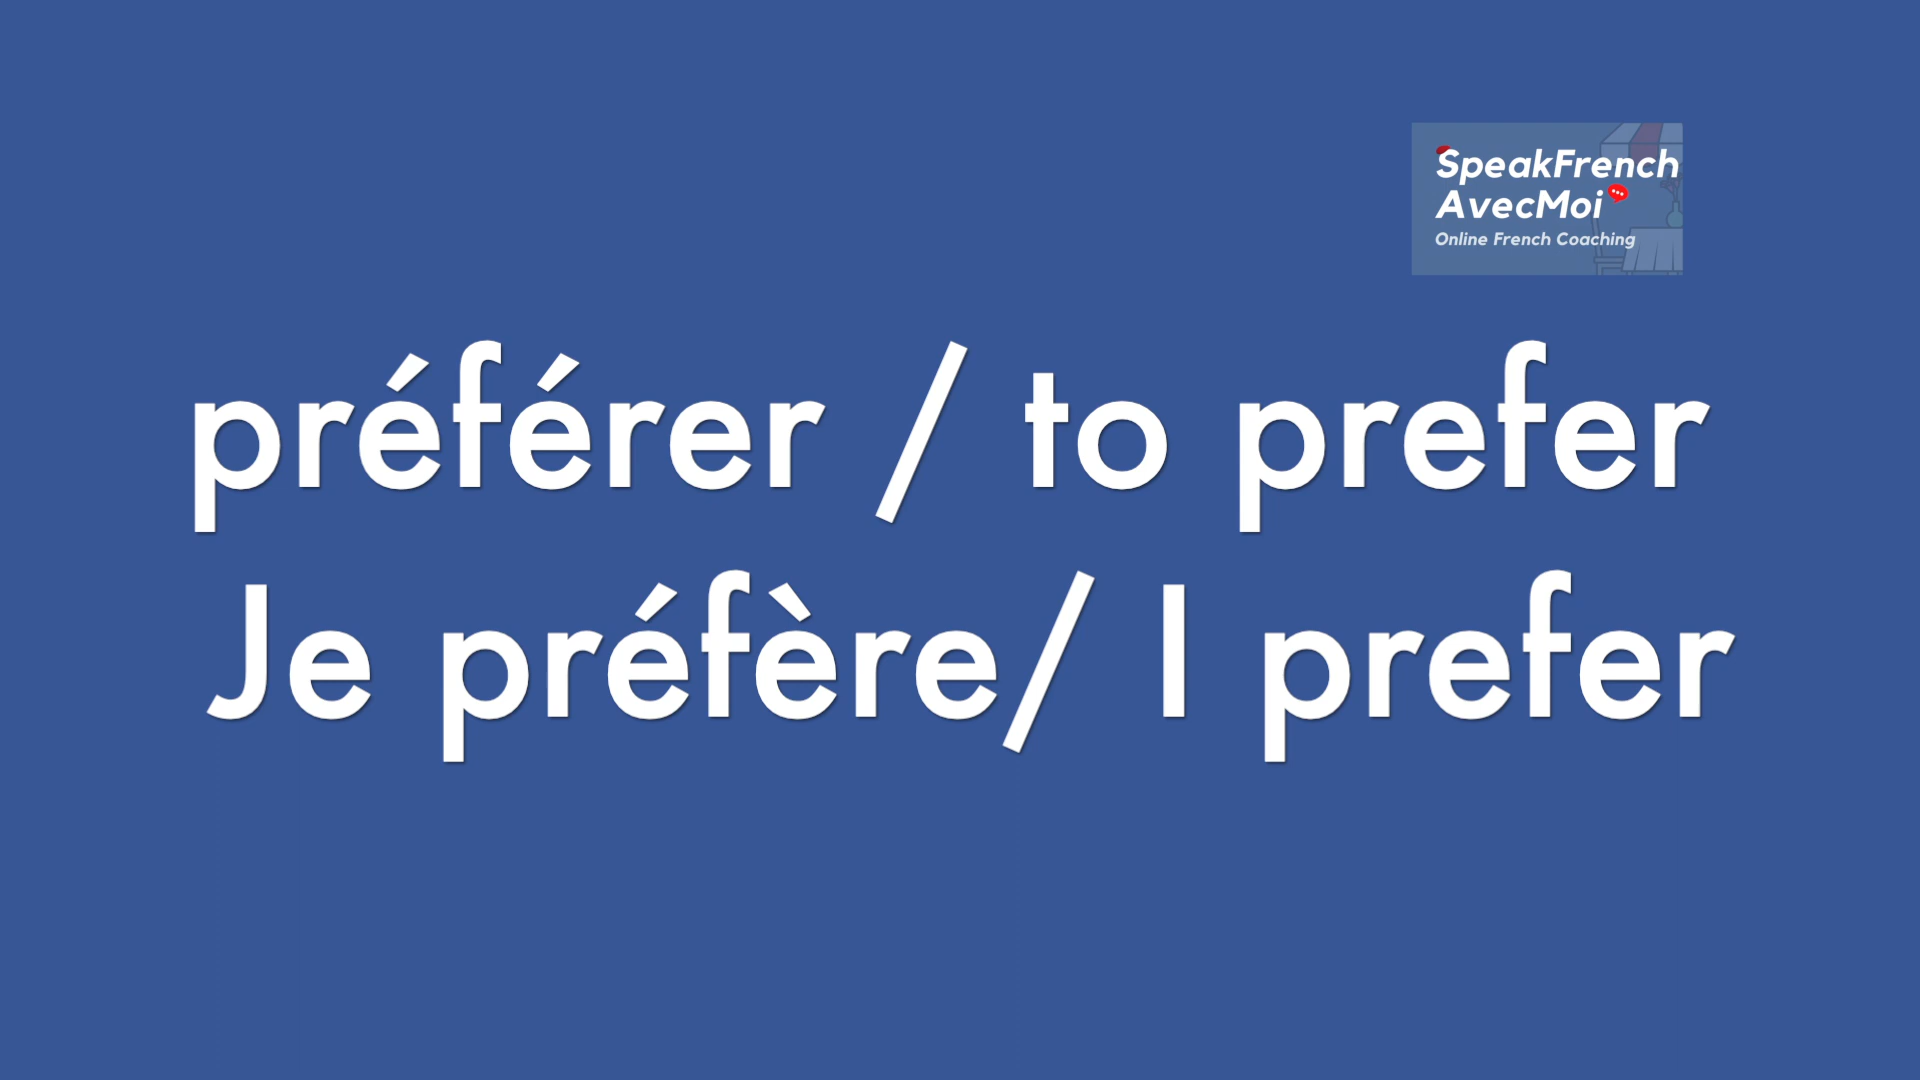 SpeakFrench
AvecMoi
Online French Coaching
préférer / to prefer
Je préfère/ I prefer